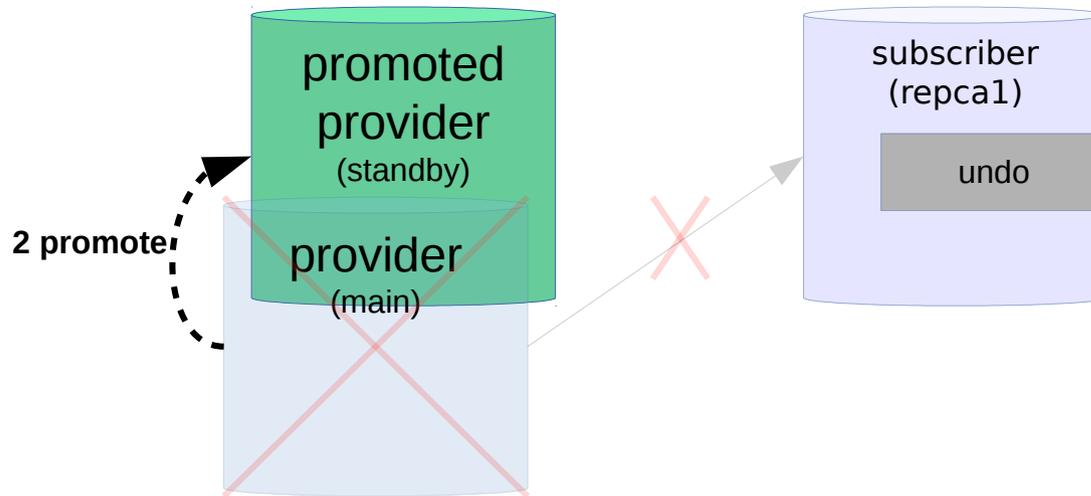 promoted
provider
(standby)
2 promote
provider
(main)
subscriber
(repca1)
undo